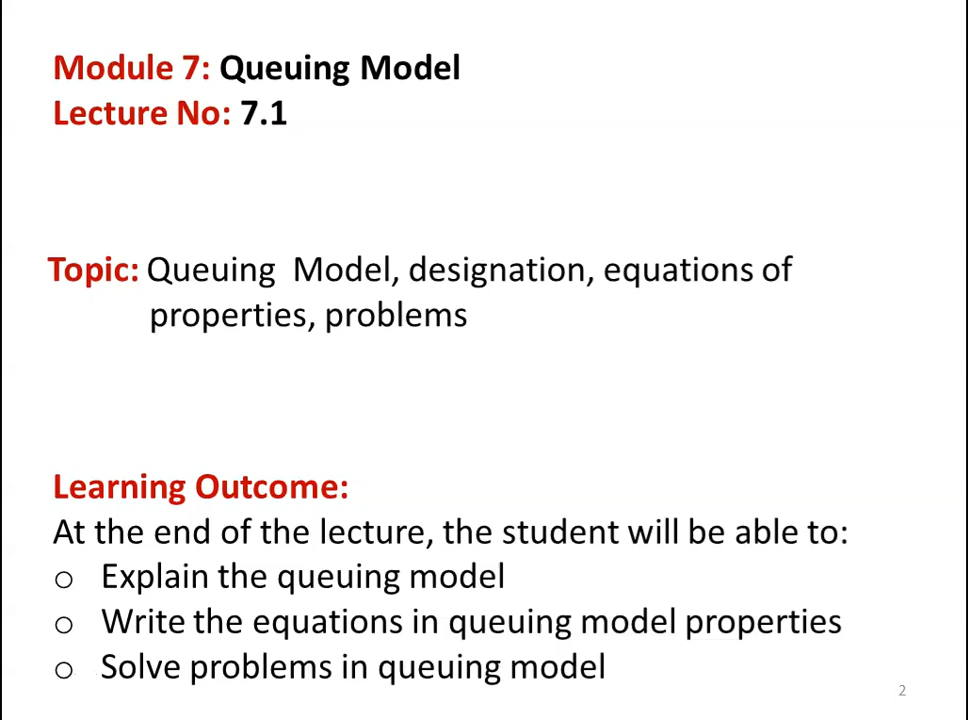 Module 7: Queuing Model
Lecture No: 7.1
Topic: Queuing Model, designation, equations of
properties, problems
Learning Outcome:
At the end of the lecture, the student will be able to:
o Explain the queuing model
o Write the equations in queuing model properties
o Solve problems in queuing model
2